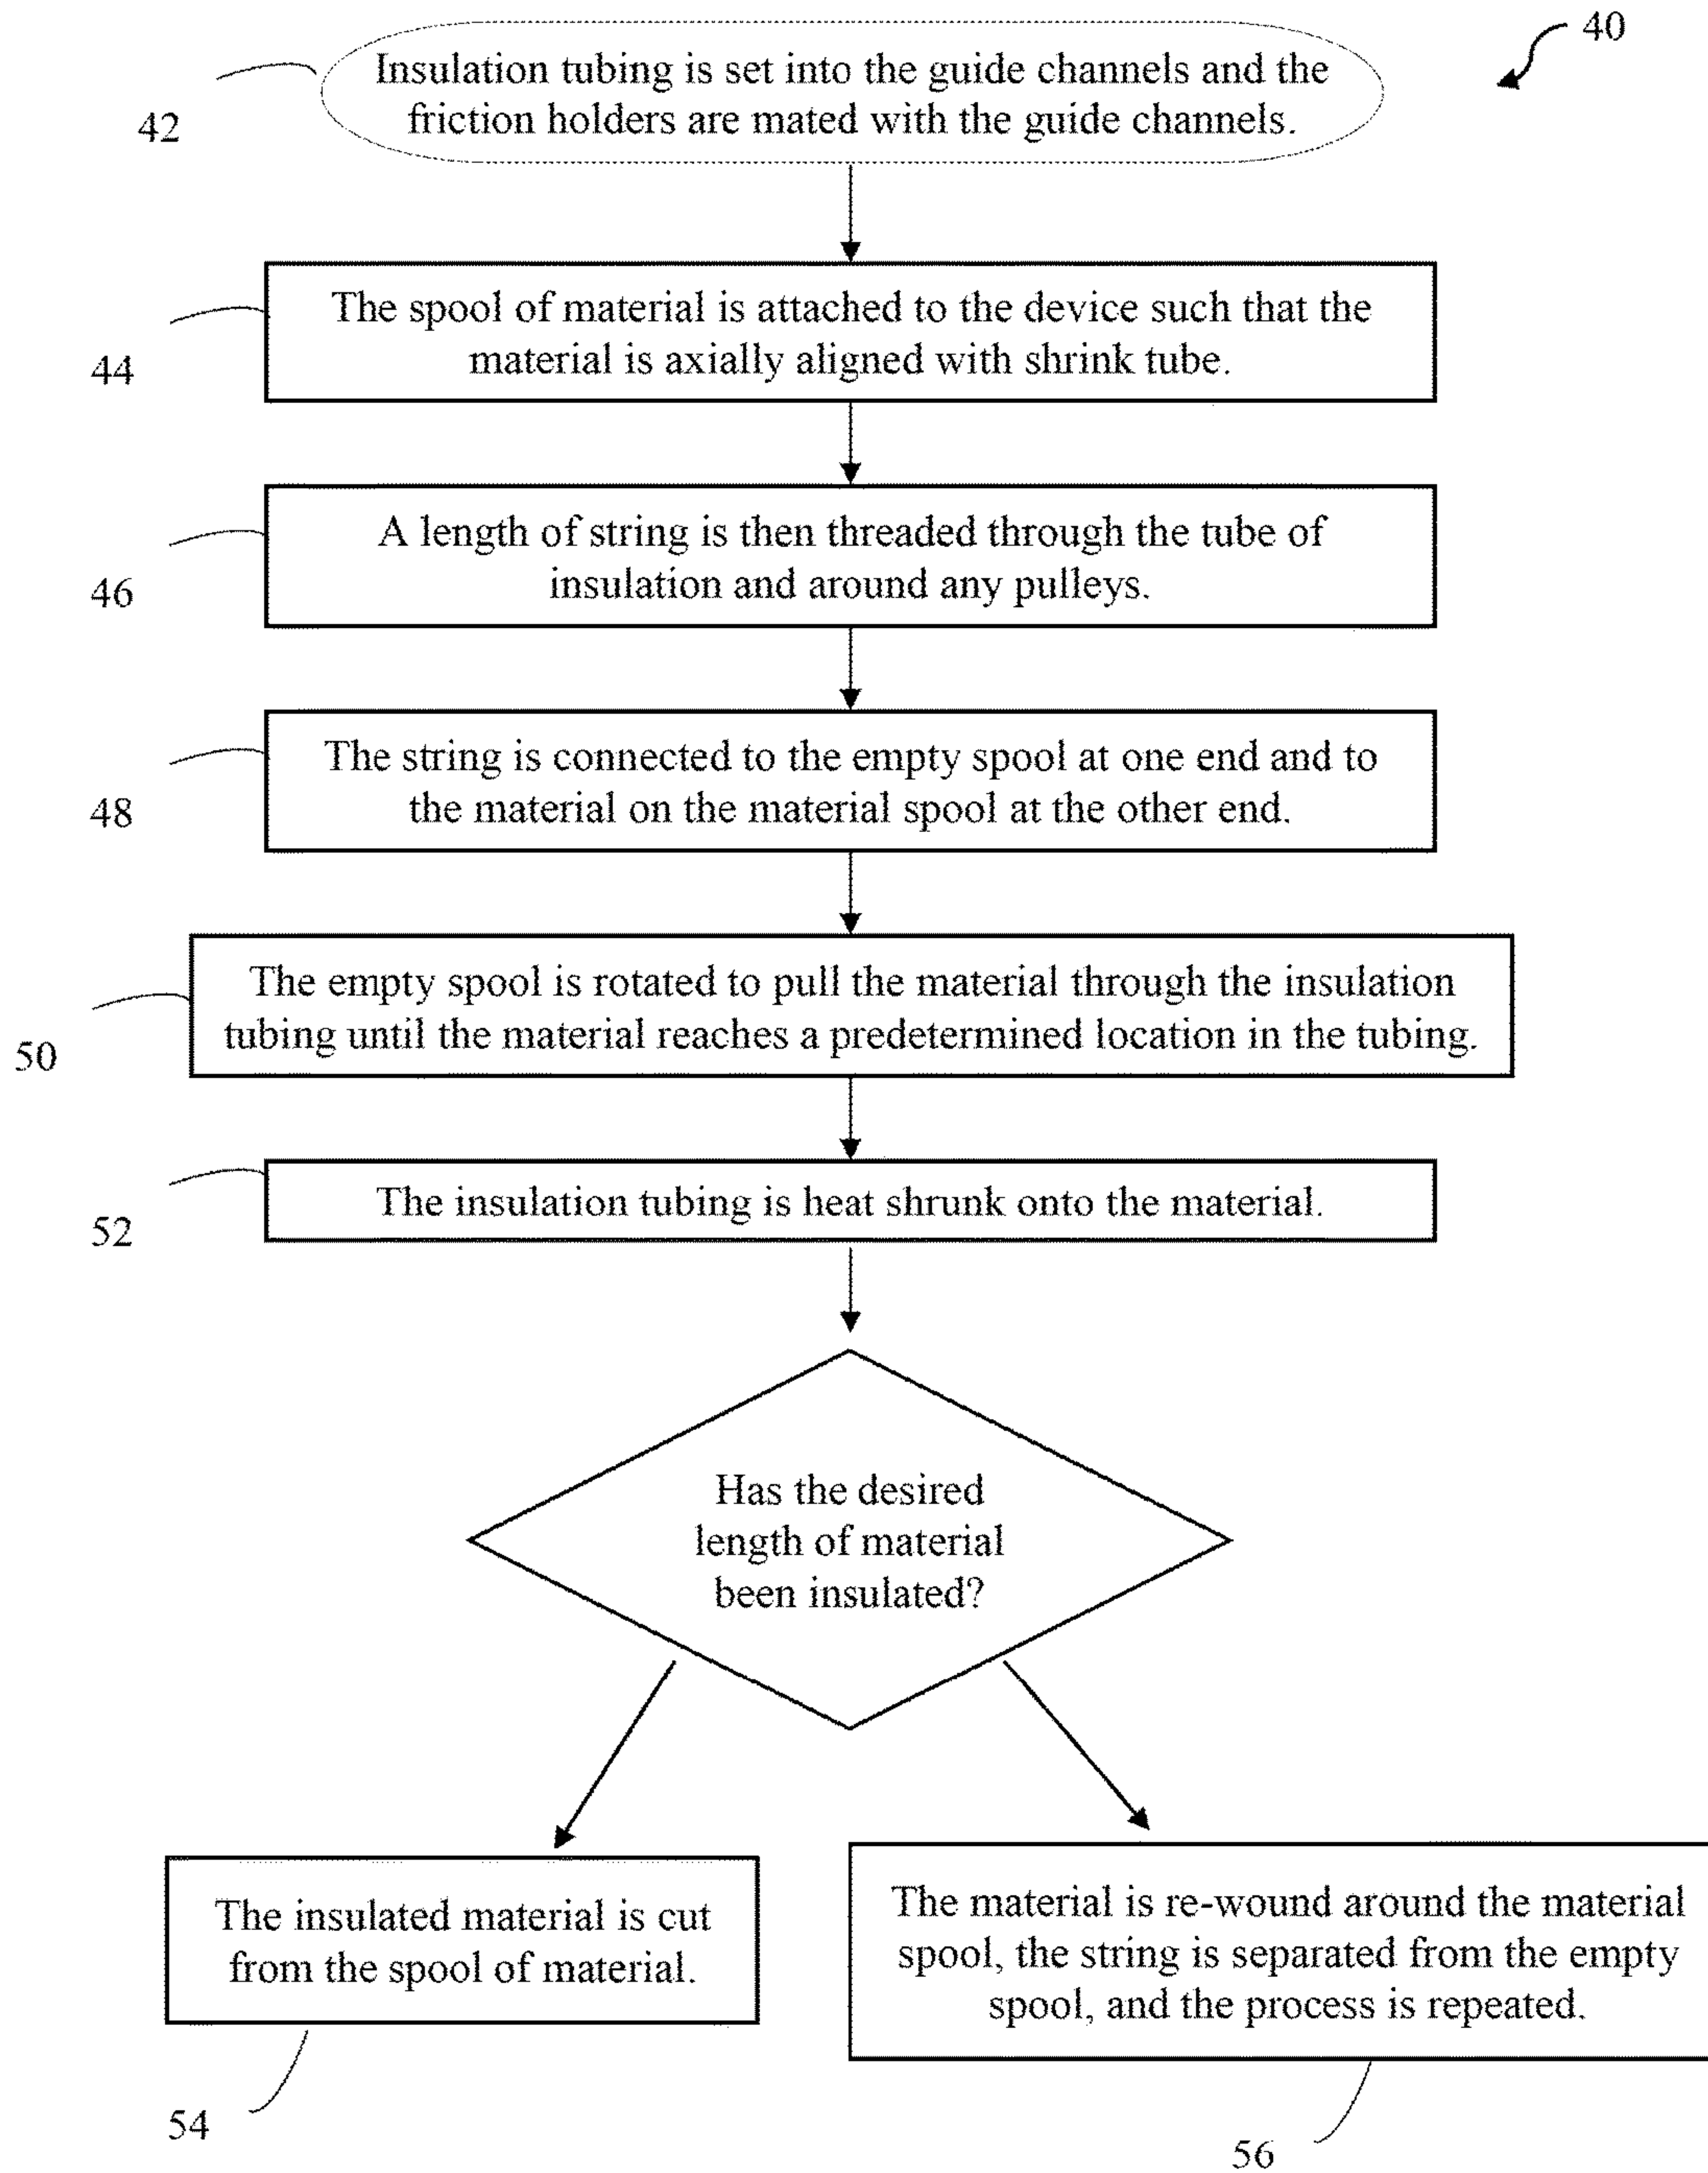 40
Insulation tubing is set into the guide channels and the
friction holders are mated with the guide channels.
42
The spool of material is attached to the device such that the
material is axially aligned with shrink tube.
44
A length of string is then threaded through the tube of
insulation and around any pulleys.
46
The string is connected to the empty spool at one end and to
the material on the material spool at the other end.
48
The empty spool is rotated to pull the material through the insulation
tubing until the material reaches a predetermined location in the tubing.
50
The insulation tubing is heat shrunk onto the material.
52
Has the desired
length of material
been insulated?
The insulated material is cut
from the spool of material.
54
The material is re-wound around the material
spool, the string is separated from the empty
spool, and the process is repeated.
56